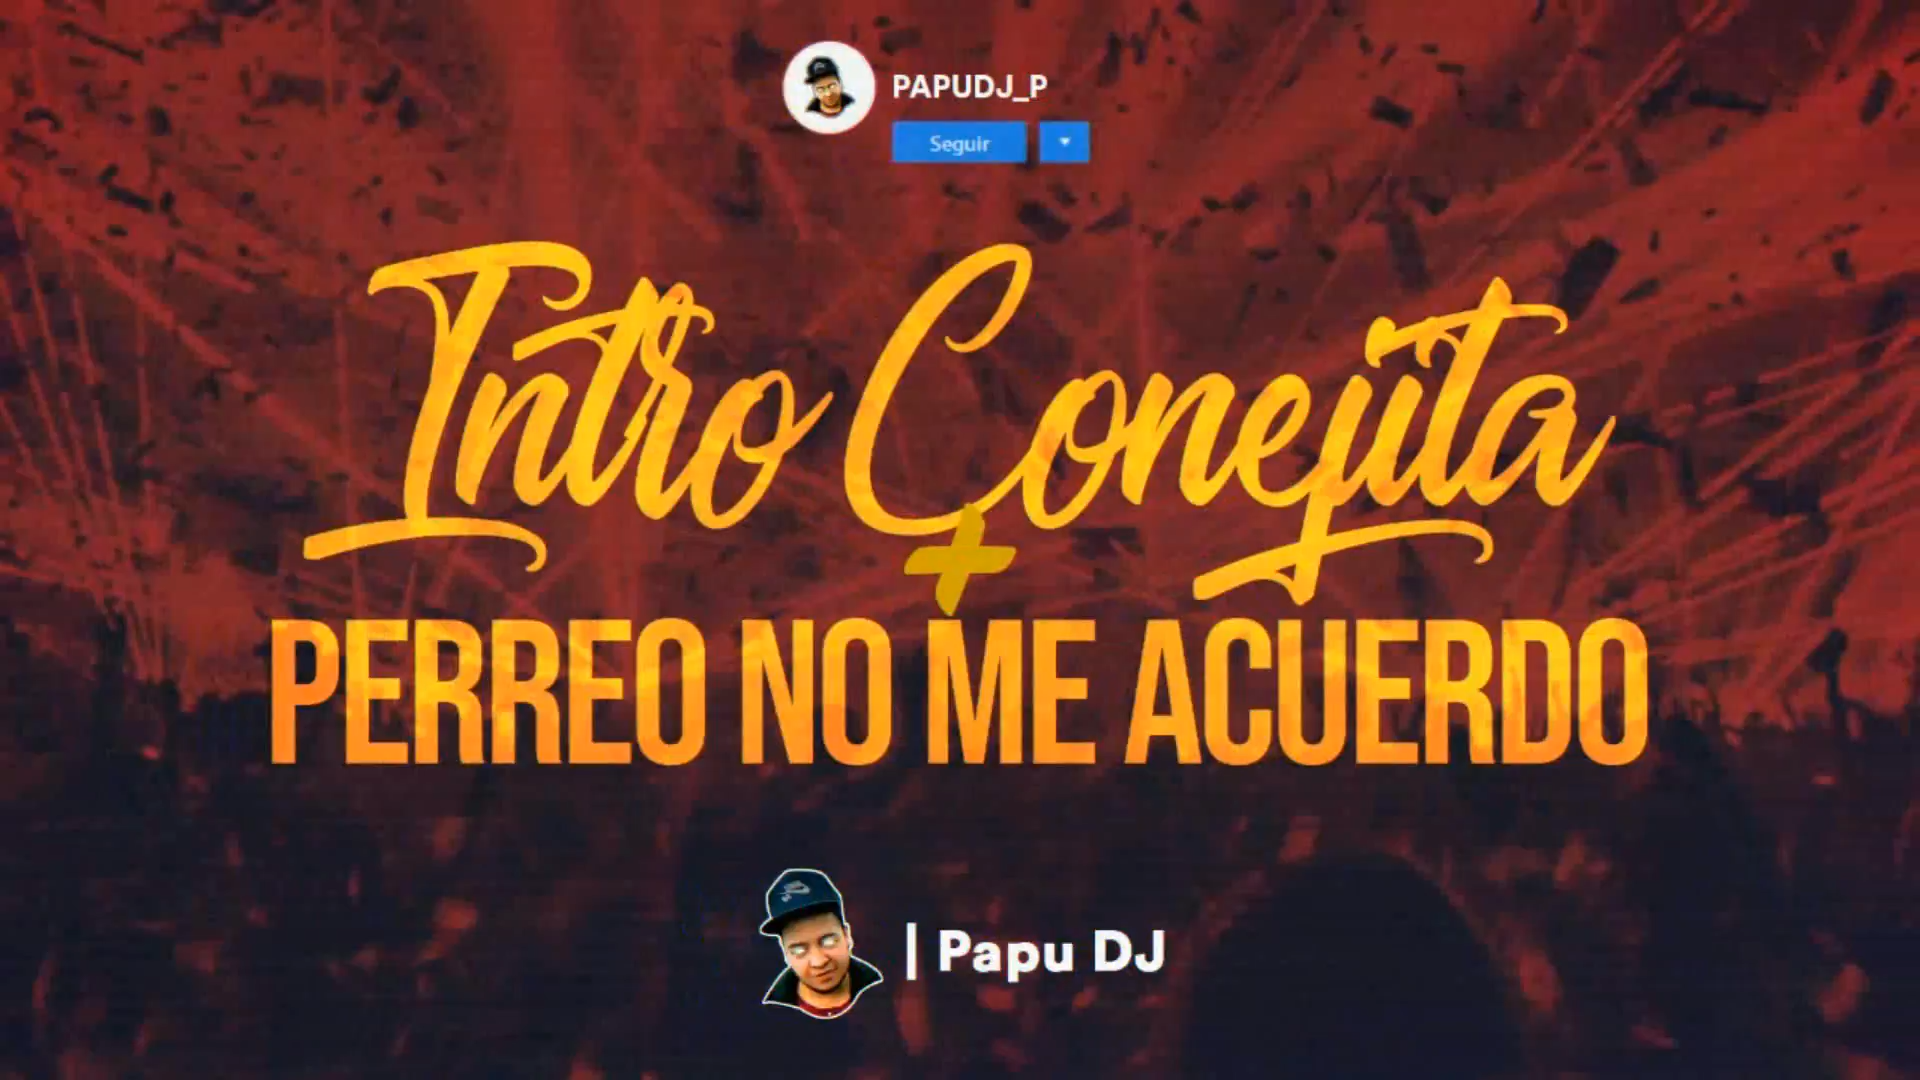 PAPUDJ_P
Seguir
Intro Conejita
+
PERREO NO ME ACUERDO
| Papu DJ